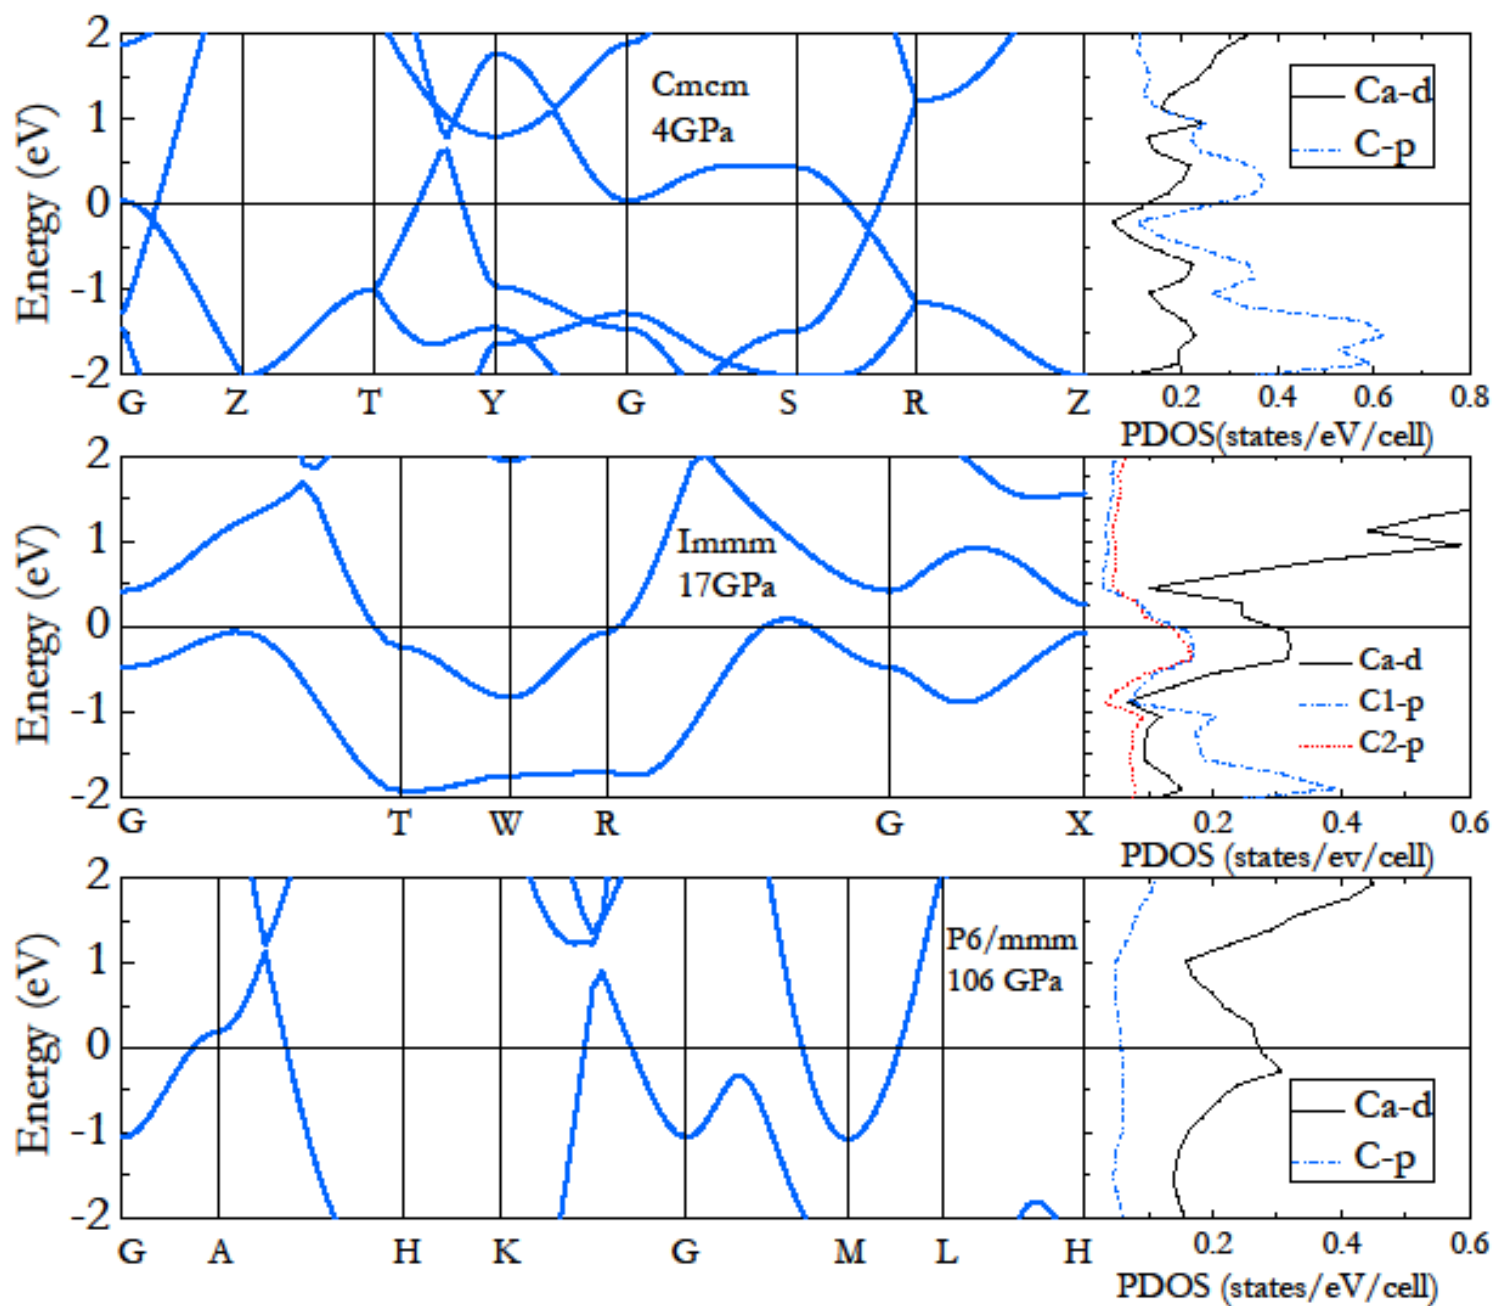 2
1
0
-1
-2
Energy (eV)
Cmcm
4GPa
Ca-d
C-p
G Z T Y G S R Z
0.2 0.4 0.6 0.8
PDOS(states/eV/cell)
2
1
0
-1
-2
Energy (eV)
Immm
17GPa
Ca-d
C1-p
C2-p
G T W R G X
0.2 0.4 0.6
PDOS (states/ev/cell)
2
1
0
-1
-2
Energy (eV)
P6/mmm
106 GPa
Ca-d
C-p
G A H K G M L H
0.2 0.4 0.6
PDOS (states/eV/cell)